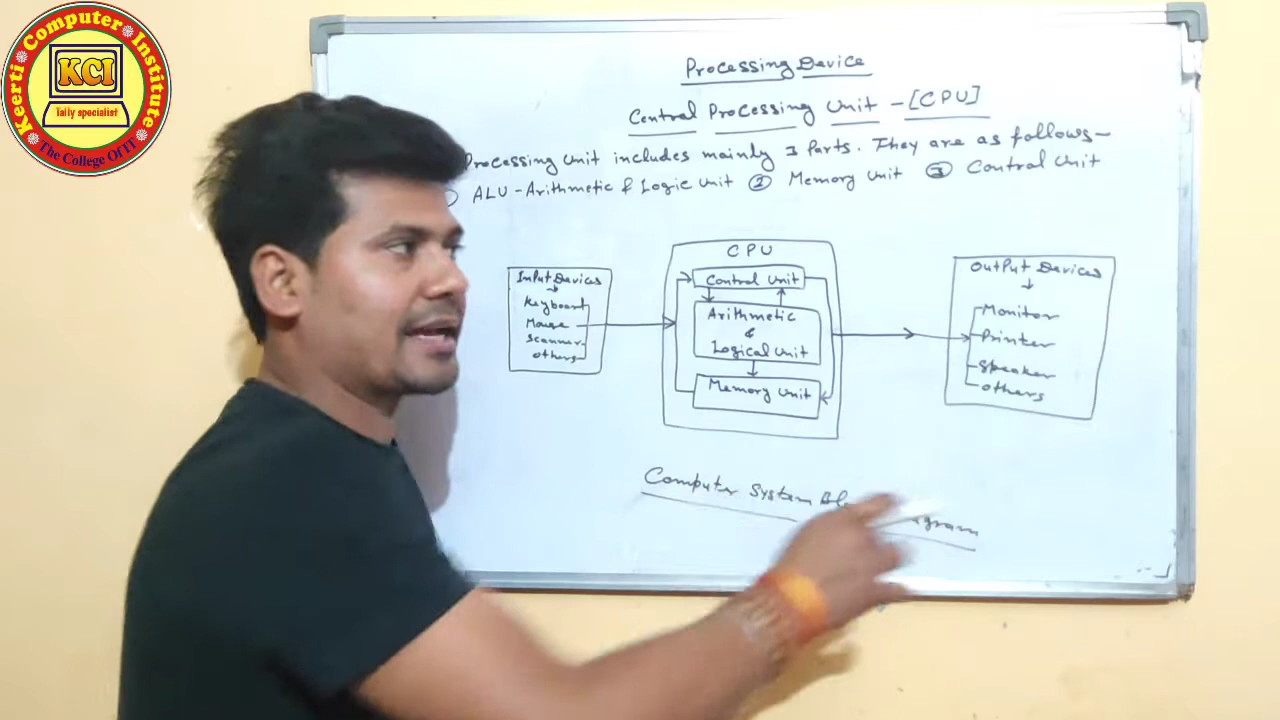 Keerti Computer Institute
KCI
Tally specialist
The College Of IT
Processing Device
Central Processing Unit - [CPU]
Processing Unit includes mainly 3 Parts. They are as follows-
ALU - Arithmetic & Logic Unit ② Memory Unit ③ Control Unit
CPU
Input Devices
Keyboard
Mouse
Scanner
Others
Control Unit
Arithmetic
&
Logical Unit
Memory Unit
Output Devices
Monitor
Printer
Speaker
Others
Computer System